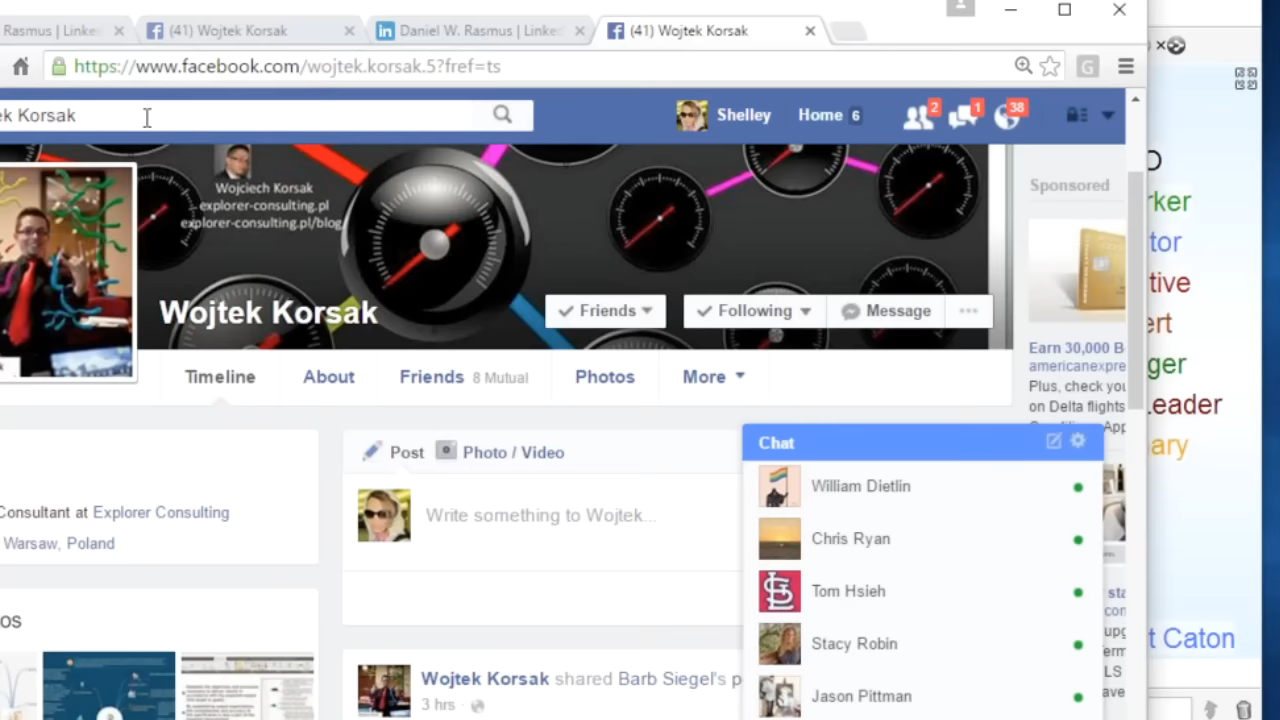 Rasmus | Linke
(41) Wojtek Korsak
Daniel W. Rasmus | Linke
(41) Wojtek Korsak
https://www.facebook.com/wojtek.korsak.5?fref=ts
G
ek Korsak
Shelley
Home 6
2
1
38
Wojciech Korsak
explorer-consulting.pl
explorer-consulting.pl/blog
Wojtek Korsak
Friends
Following
Message
Timeline
About
Friends 8 Mutual
Photos
More
Sponsored
Earn 30,000 B
americanexpre
Plus, check you
on Delta flights
Post
Photo / Video
Write something to Wojtek...
Consultant at Explorer Consulting
Warsaw, Poland
os
Wojtek Korsak shared Barb Siegel's p
3 hrs
Chat
William Dietlin
Chris Ryan
Tom Hsieh
Stacy Robin
Jason Pittman
rker
tor
tive
ert
ger
Leader
ary
t Caton